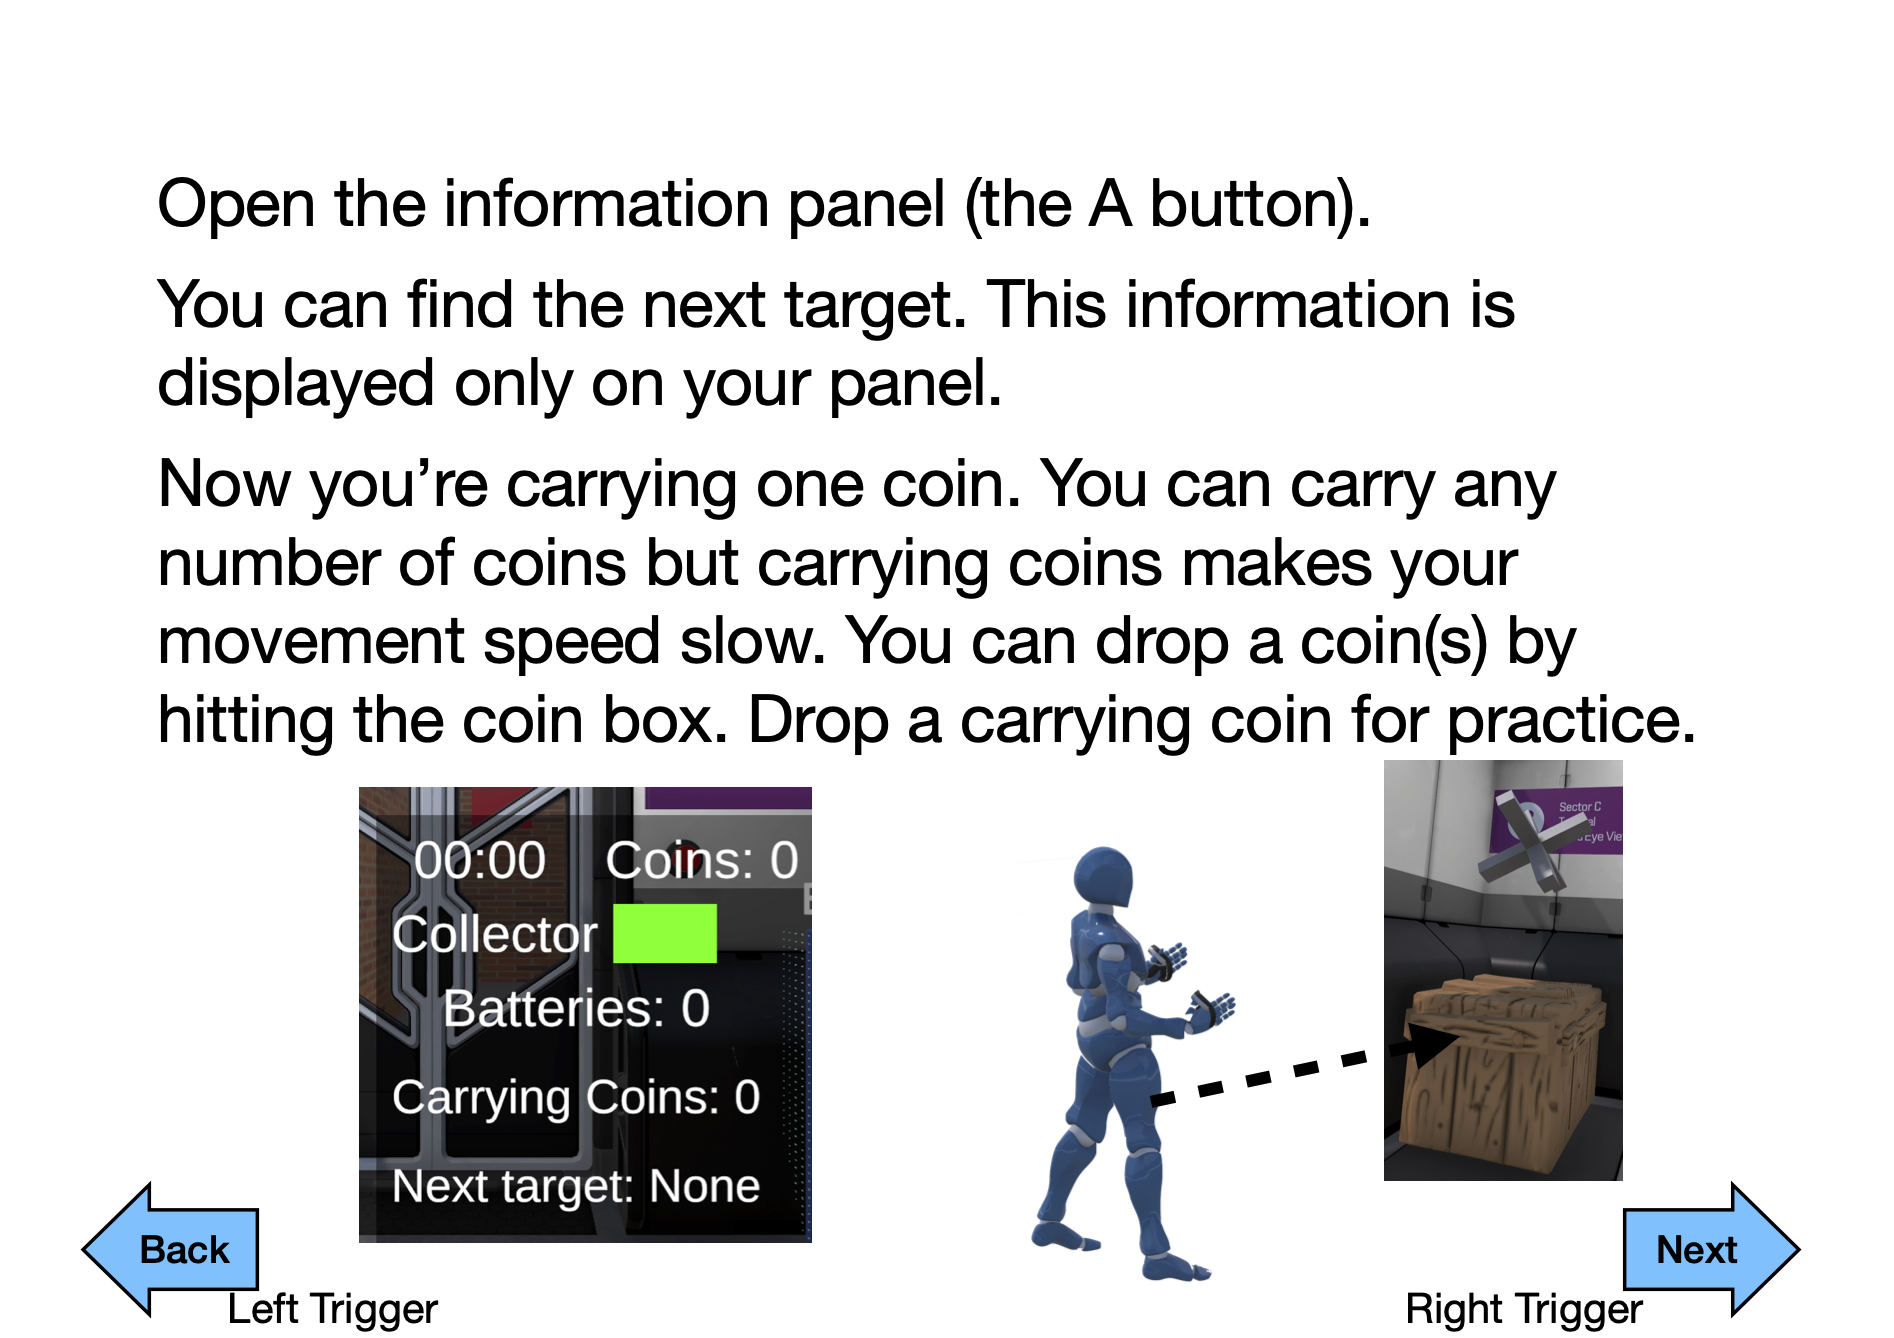 Open the information panel (the A button).
You can find the next target. This information is
displayed only on your panel.
Now you’re carrying one coin. You can carry any
number of coins but carrying coins makes your
movement speed slow. You can drop a coin(s) by
hitting the coin box. Drop a carrying coin for practice.
00:00 Coins: 0
Collector
Batteries: 0
Carrying Coins: 0
Next target: None
Sector C
Eye Vie
Back
Left Trigger
Next
Right Trigger